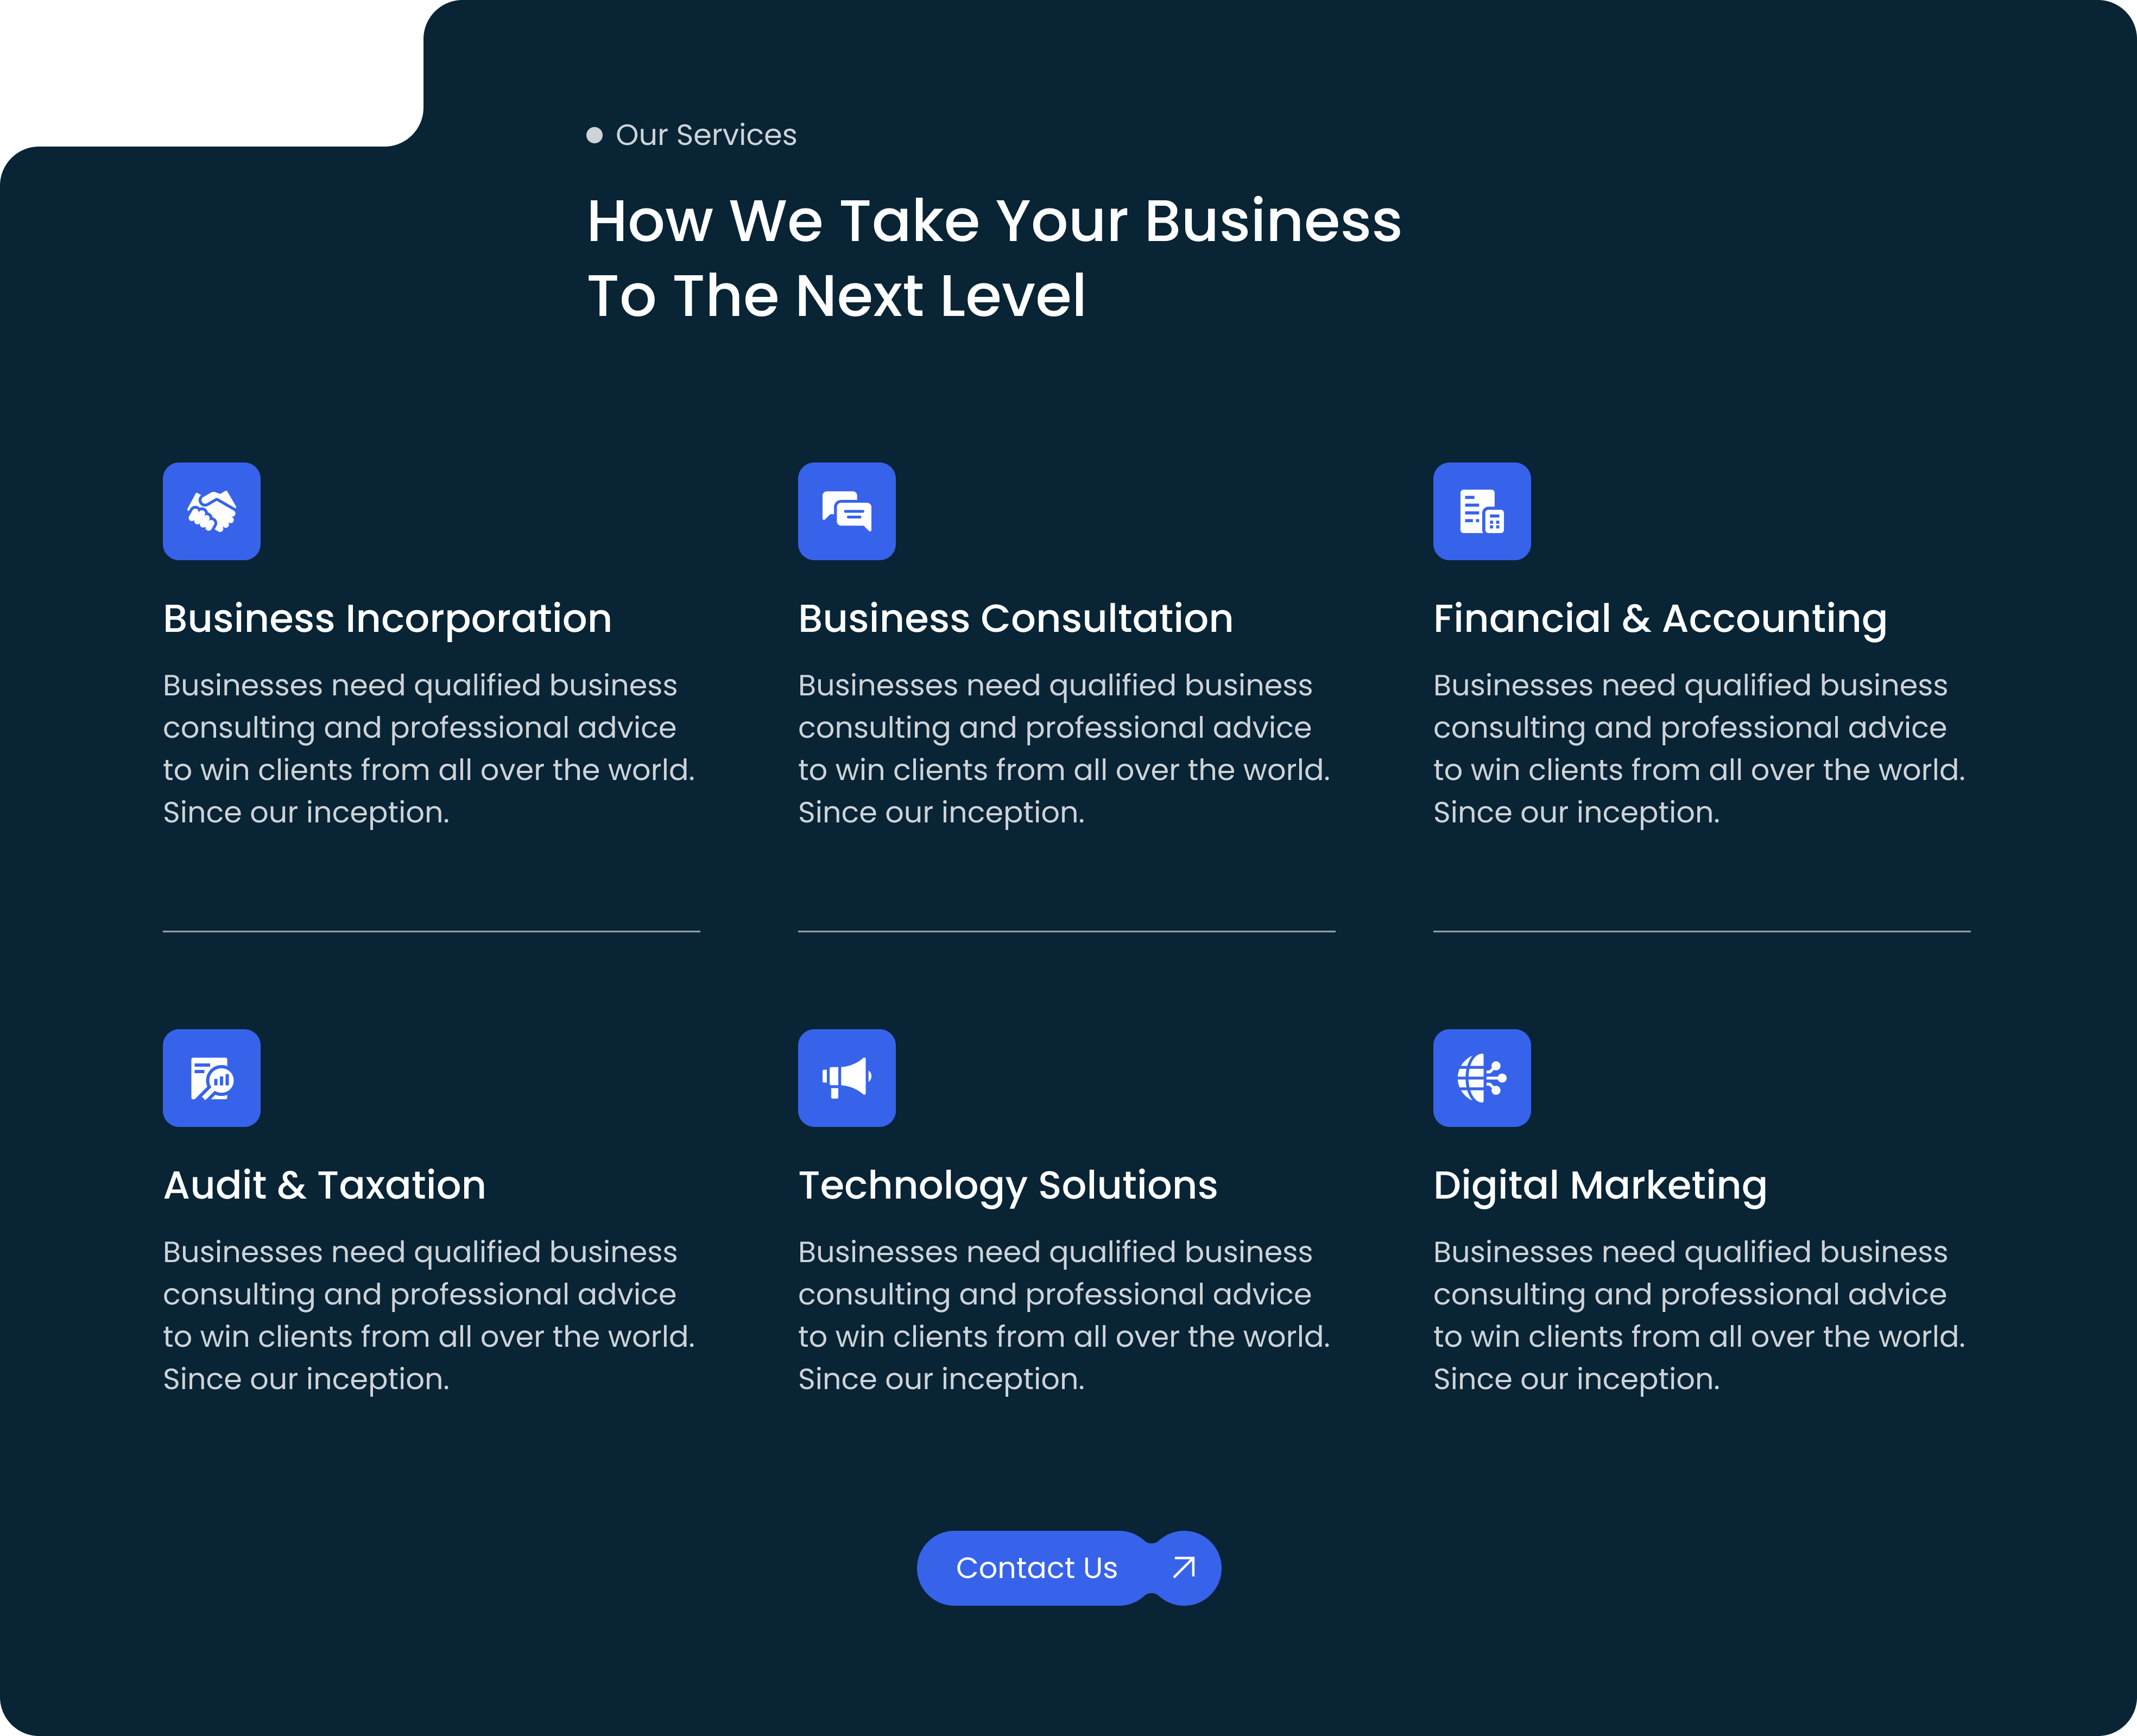 Our Services
How We Take Your Business
To The Next Level
Business Incorporation
Businesses need qualified business
consulting and professional advice
to win clients from all over the world.
Since our inception.
Business Consultation
Businesses need qualified business
consulting and professional advice
to win clients from all over the world.
Since our inception.
Financial & Accounting
Businesses need qualified business
consulting and professional advice
to win clients from all over the world.
Since our inception.
Audit & Taxation
Businesses need qualified business
consulting and professional advice
to win clients from all over the world.
Since our inception.
Technology Solutions
Businesses need qualified business
consulting and professional advice
to win clients from all over the world.
Since our inception.
Digital Marketing
Businesses need qualified business
consulting and professional advice
to win clients from all over the world.
Since our inception.
Contact Us